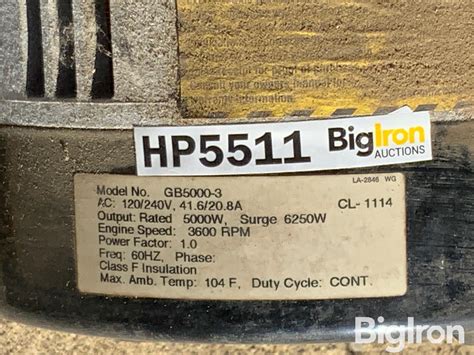 HP5511
BigIron
AUCTIONS
LA-2846 WG
Model No. GB5000-3
AC: 120/240V, 41.6/20.8A
CL-1114
Output: Rated 5000W, Surge 6250W
Engine Speed: 3600 RPM
Power Factor: 1.0
Freq: 60HZ, Phase:
Class F Insulation
Max. Amb. Temp: 104 F, Duty Cycle: CONT.
BigIron